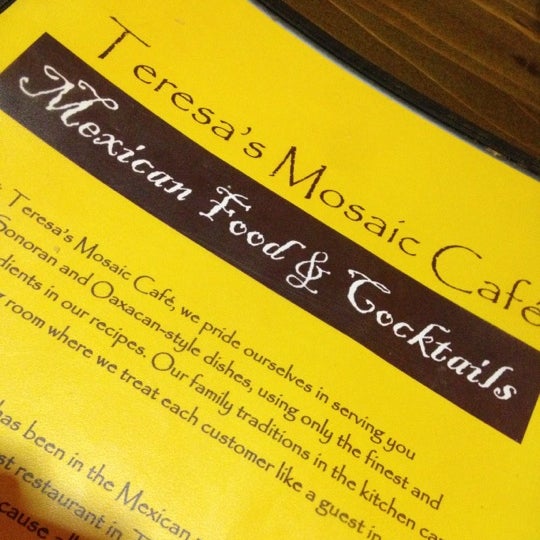 Teresa's Mosaic Café
Mexican Food & Cocktails
Teresa's Mosaic Café, we pride ourselves in serving you
Sonoran and Oaxacan-style dishes, using only the finest and
in our recipes. Our family traditions in the kitchen
room where we treat each customer like a guest in
has been in the Mexican
restaurant in